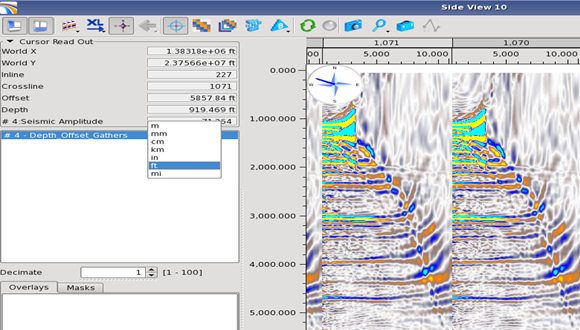 Side View 10
XL
Cursor Read Out
World X 1.38318e+06 ft
World Y 2.37566e+07 ft
Inline 227
Crossline 1071
Offset 5857.84 ft
Depth 919.469 ft
# 4:Seismic Amplitude
m
mm
cm
km
in
ft
mi
# 4 - Depth_Offset_Gathers
Decimate 1 [1 - 100]
Overlays Masks
1,071 1,070
00 5.000 10.000 5.000 10.000
0.000
1,000.000
2,000.000
3,000.000
4,000.000
5,000.000